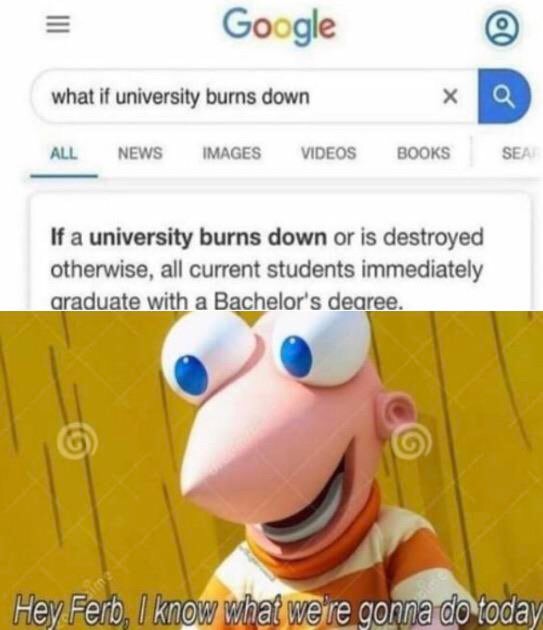 Google
what if university burns down
ALL NEWS IMAGES VIDEOS BOOKS
If a university burns down or is destroyed
otherwise, all current students immediately
graduate with a Bachelor's degree.
Hey Ferb, I know what we're gonna do today